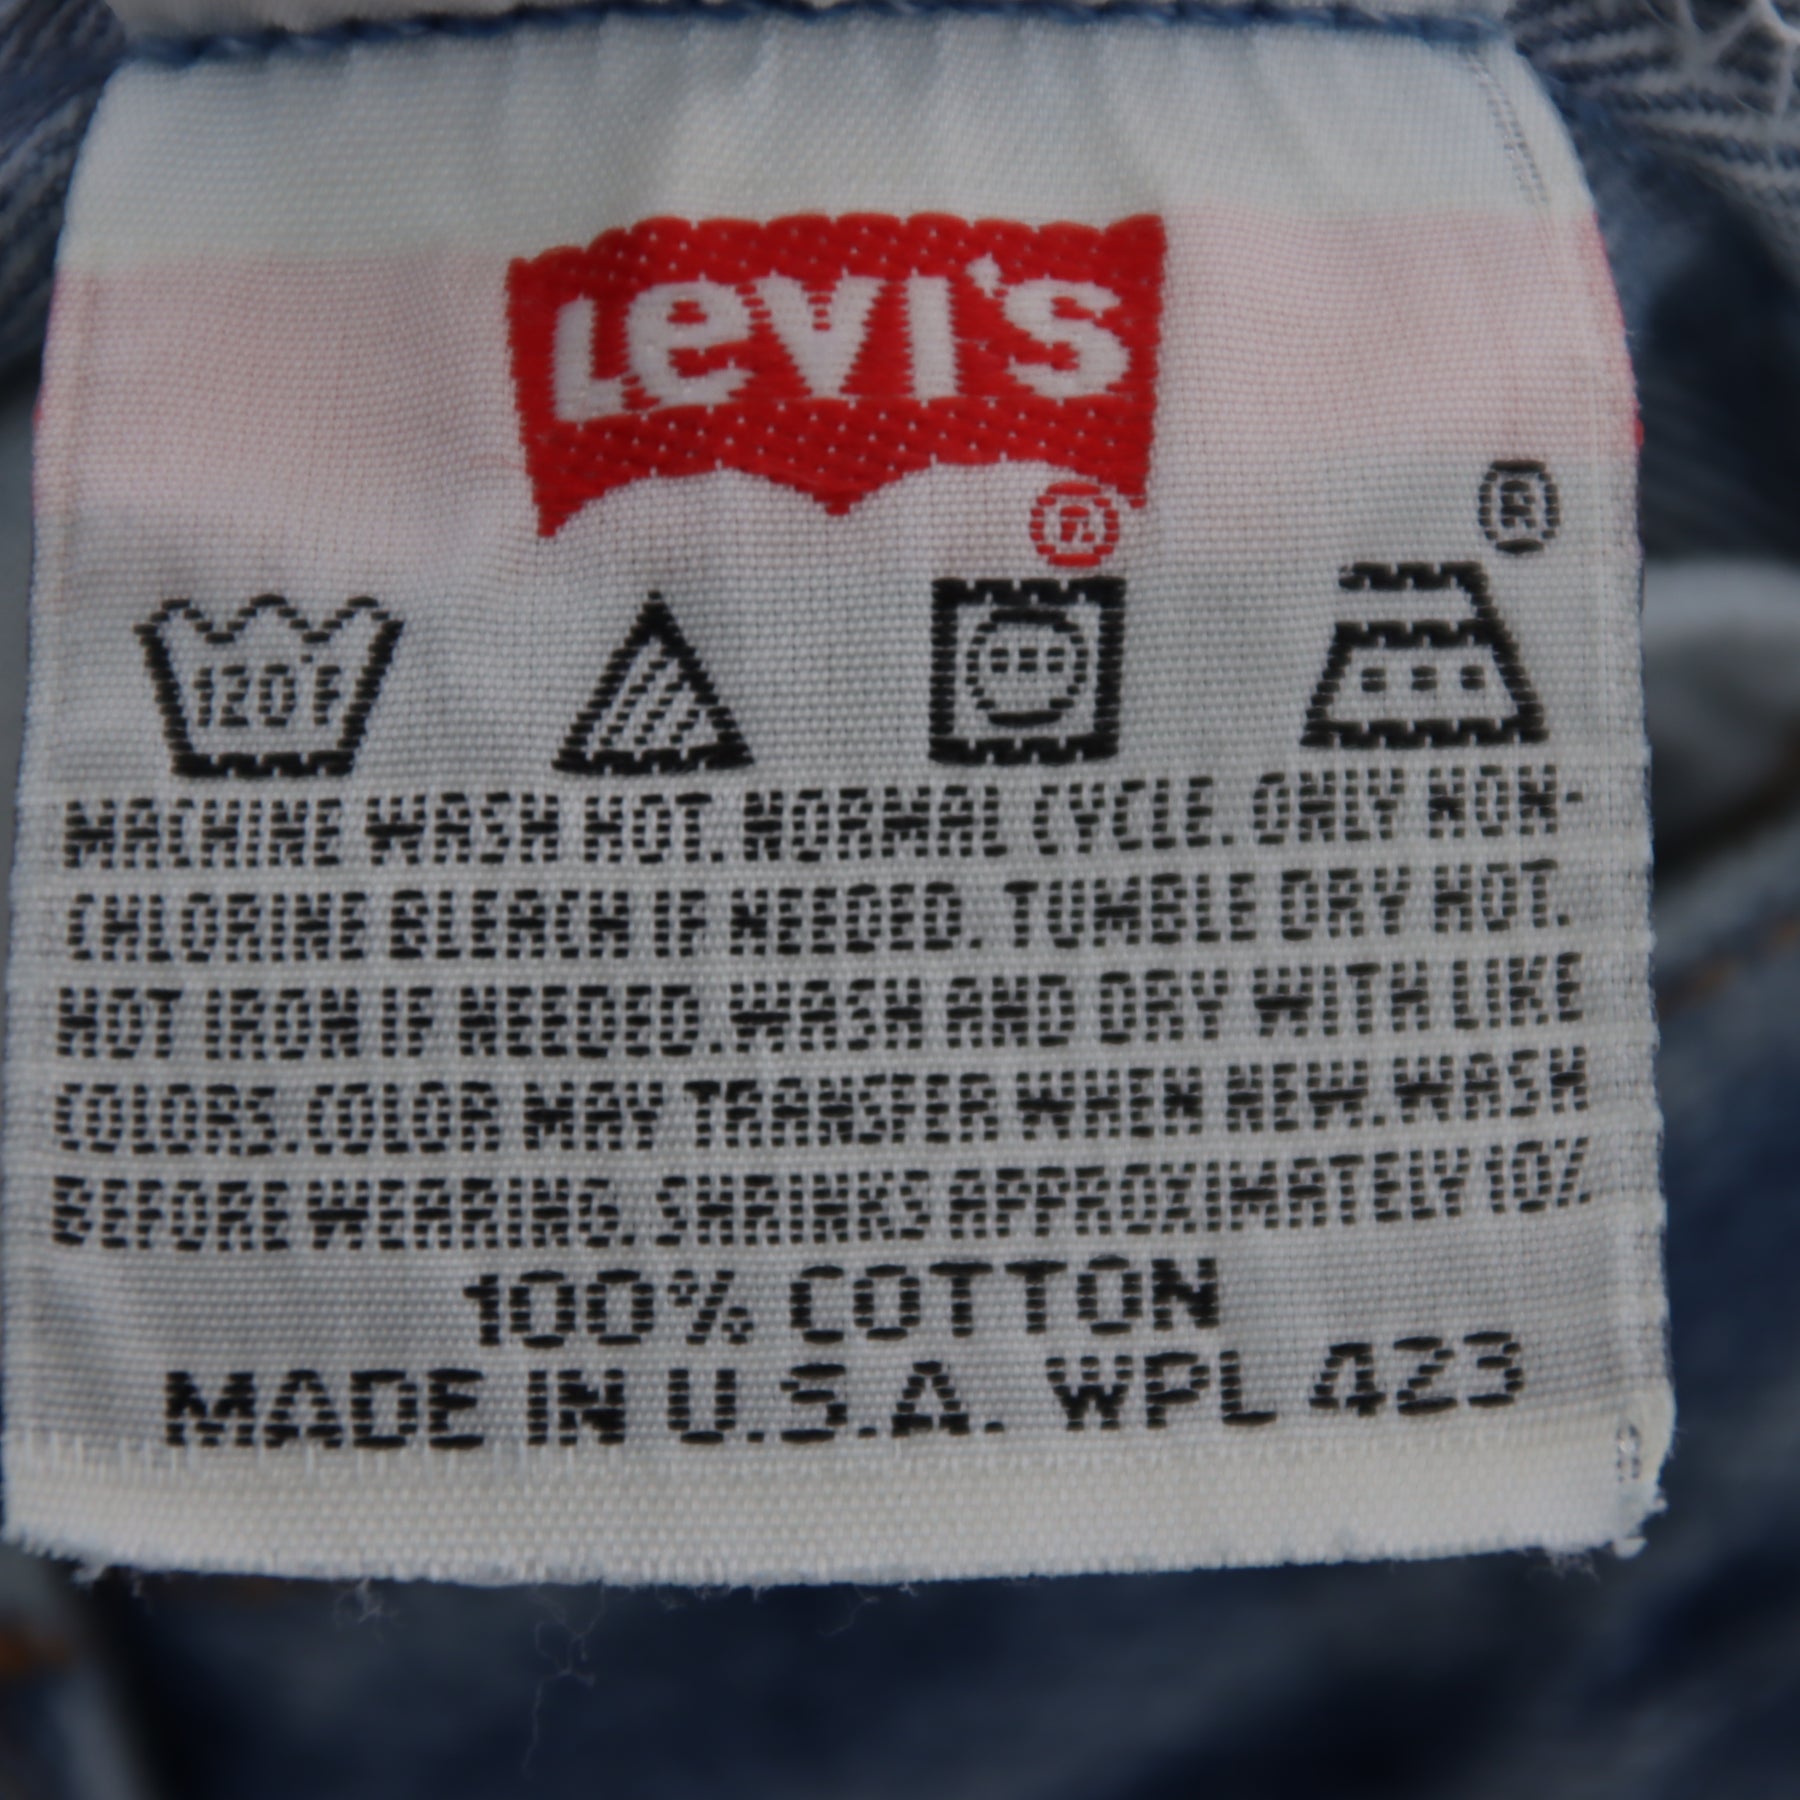 LEVI'S
®
®
120°F
MACHINE WASH HOT. NORMAL CYCLE. ONLY NON-
CHLORINE BLEACH IF NEEDED. TUMBLE DRY HOT.
HOT IRON IF NEEDED. WASH AND DRY WITH LIKE
COLORS. COLOR MAY TRANSFER WHEN NEW. WASH
BEFORE WEARING. SHRINKS APPROXIMATELY 10%
100% COTTON
MADE IN U.S.A. WPL 423